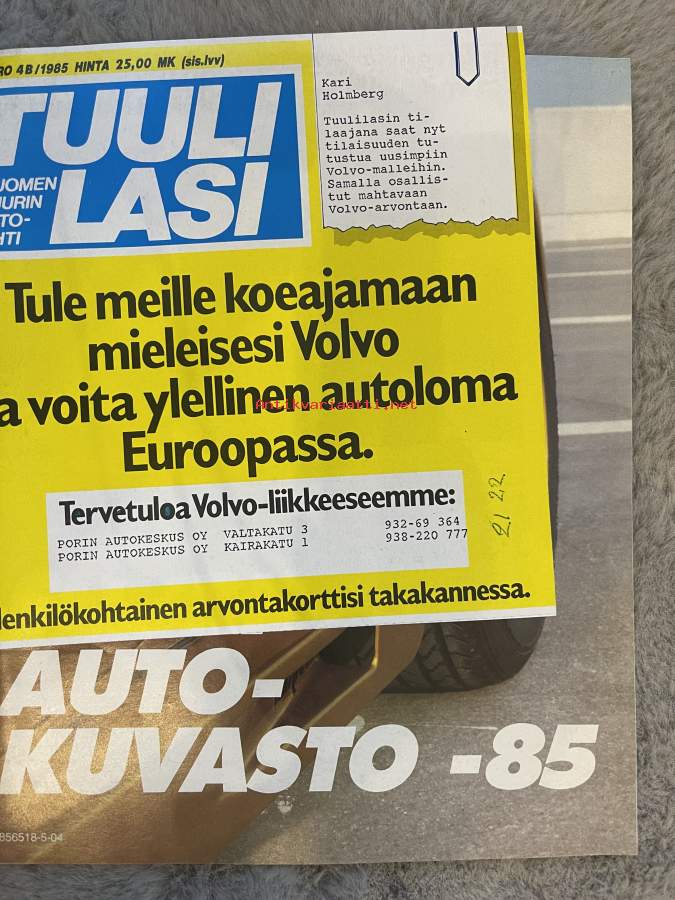 RO 4B/1985 HINTA 25,00 MK (sis.lvv)
TUULI
LASI
UOMEN
URIN
TO-
HTI
Kari
Holmberg
Tuulilasin ti-
laajana saat nyt
tilaisuuden tu-
tustua uusimpiin
Volvo-malleihin.
Samalla osallis-
tut mahtavaan
Volvo-arvontaan.
Tule meille koeajamaan
mieleisesi Volvo
a voita ylellinen autoloma
Antikvariaatti.net
Euroopassa.
Tervetuloa Volvo-liikkeeseemme:
PORIN AUTOKESKUS OY VALTAKATU 3 932-69 364
PORIN AUTOKESKUS OY KAIRAKATU 1 938-220 777
21 22
lenkilökohtainen arvontakorttisi takakannessa.
AUTO-
KUVASTO -85
856518-5-04